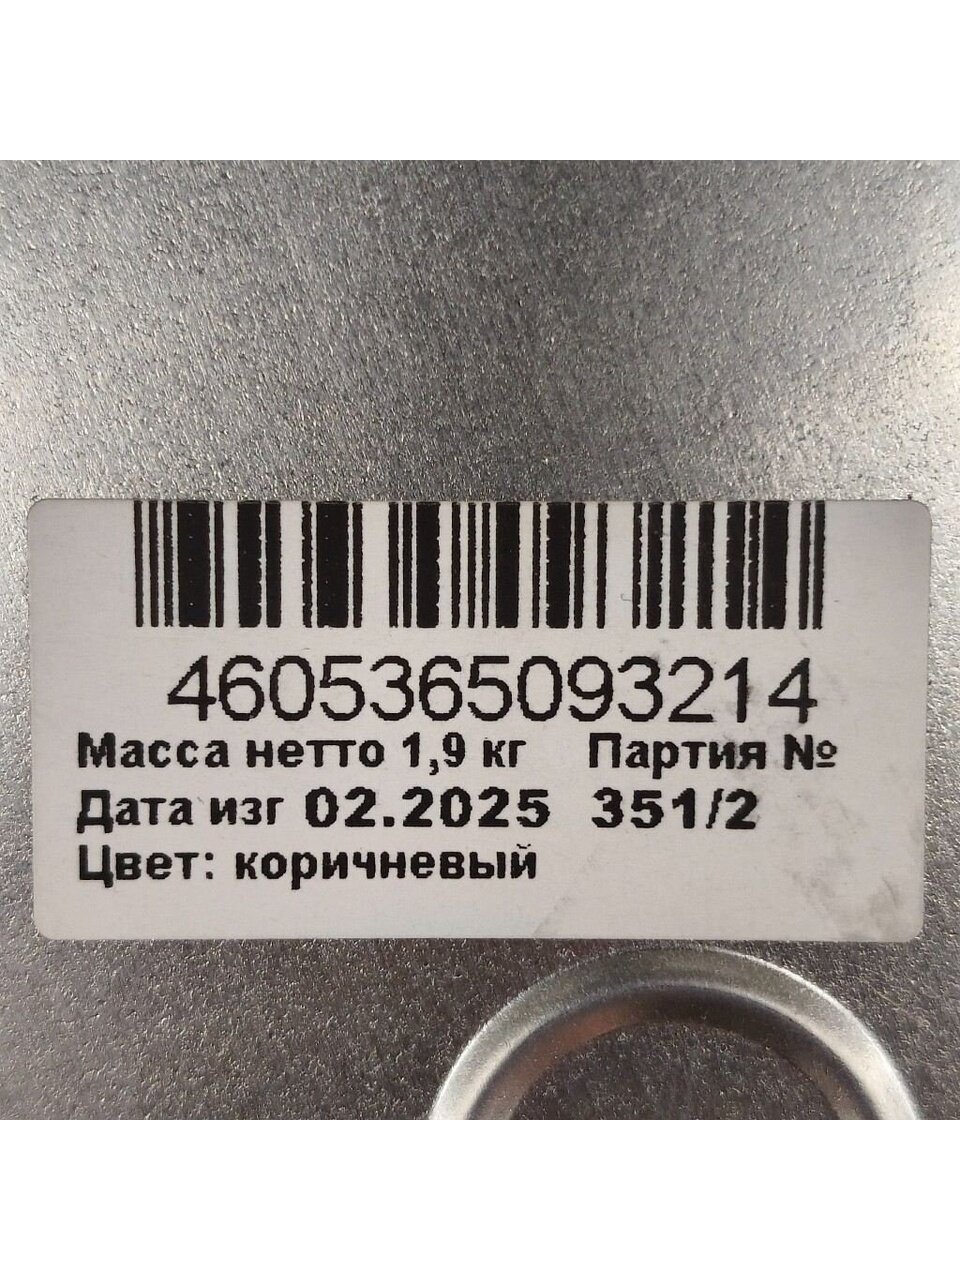 4605365093214
Масса нетто 1,9 кг Партия №
Дата изг 02.2025 351/2
Цвет: коричневый